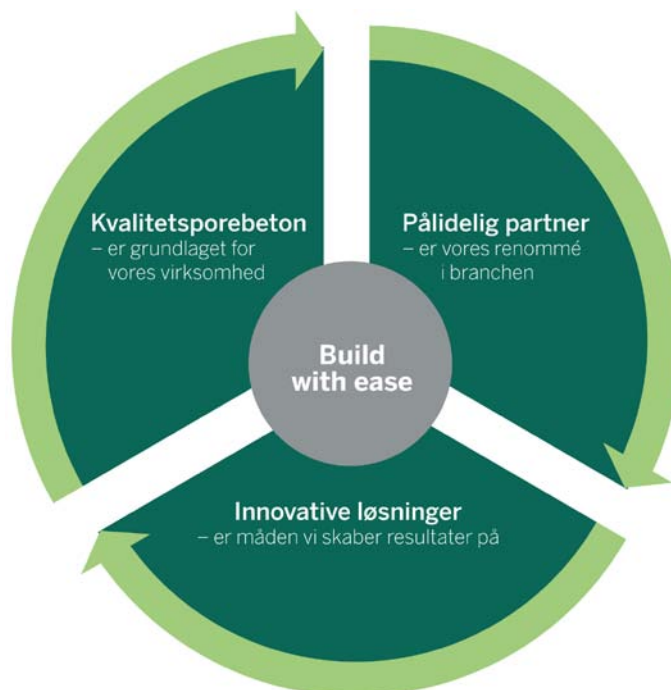 Kvalitetsporebeton
– er grundlaget for
vores virksomhed
Pålidelig partner
– er vores renommé
i branchen
Build
with ease
Innovative løsninger
– er måden vi skaber resultater på